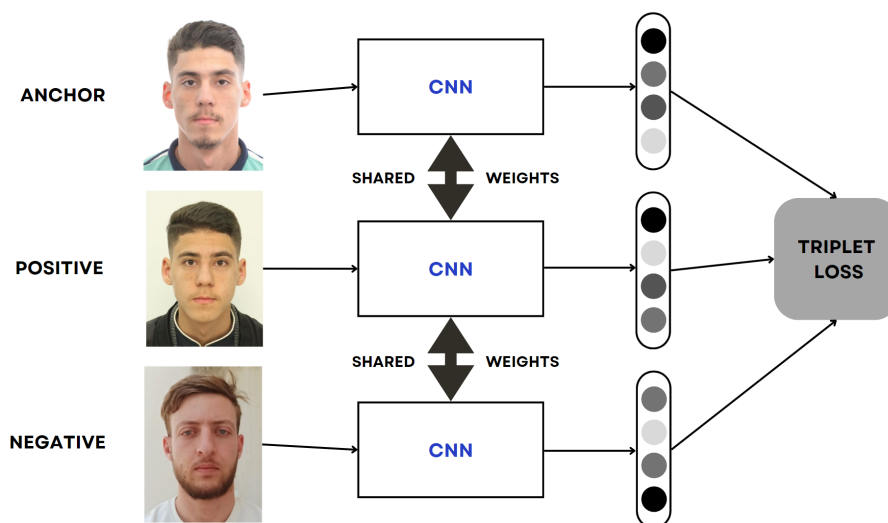 ANCHOR
CNN
SHARED WEIGHTS
POSITIVE
CNN
TRIPLET
LOSS
SHARED WEIGHTS
NEGATIVE
CNN